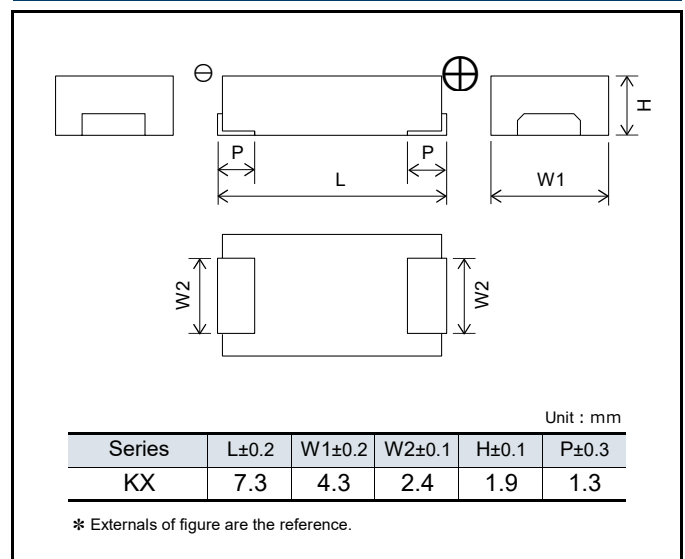 ⊖ ⊕
H
P P
L W1
W2 W2
Unit : mm
Series L±0.2 W1±0.2 W2±0.1 H±0.1 P±0.3
KX 7.3 4.3 2.4 1.9 1.3
✻ Externals of figure are the reference.